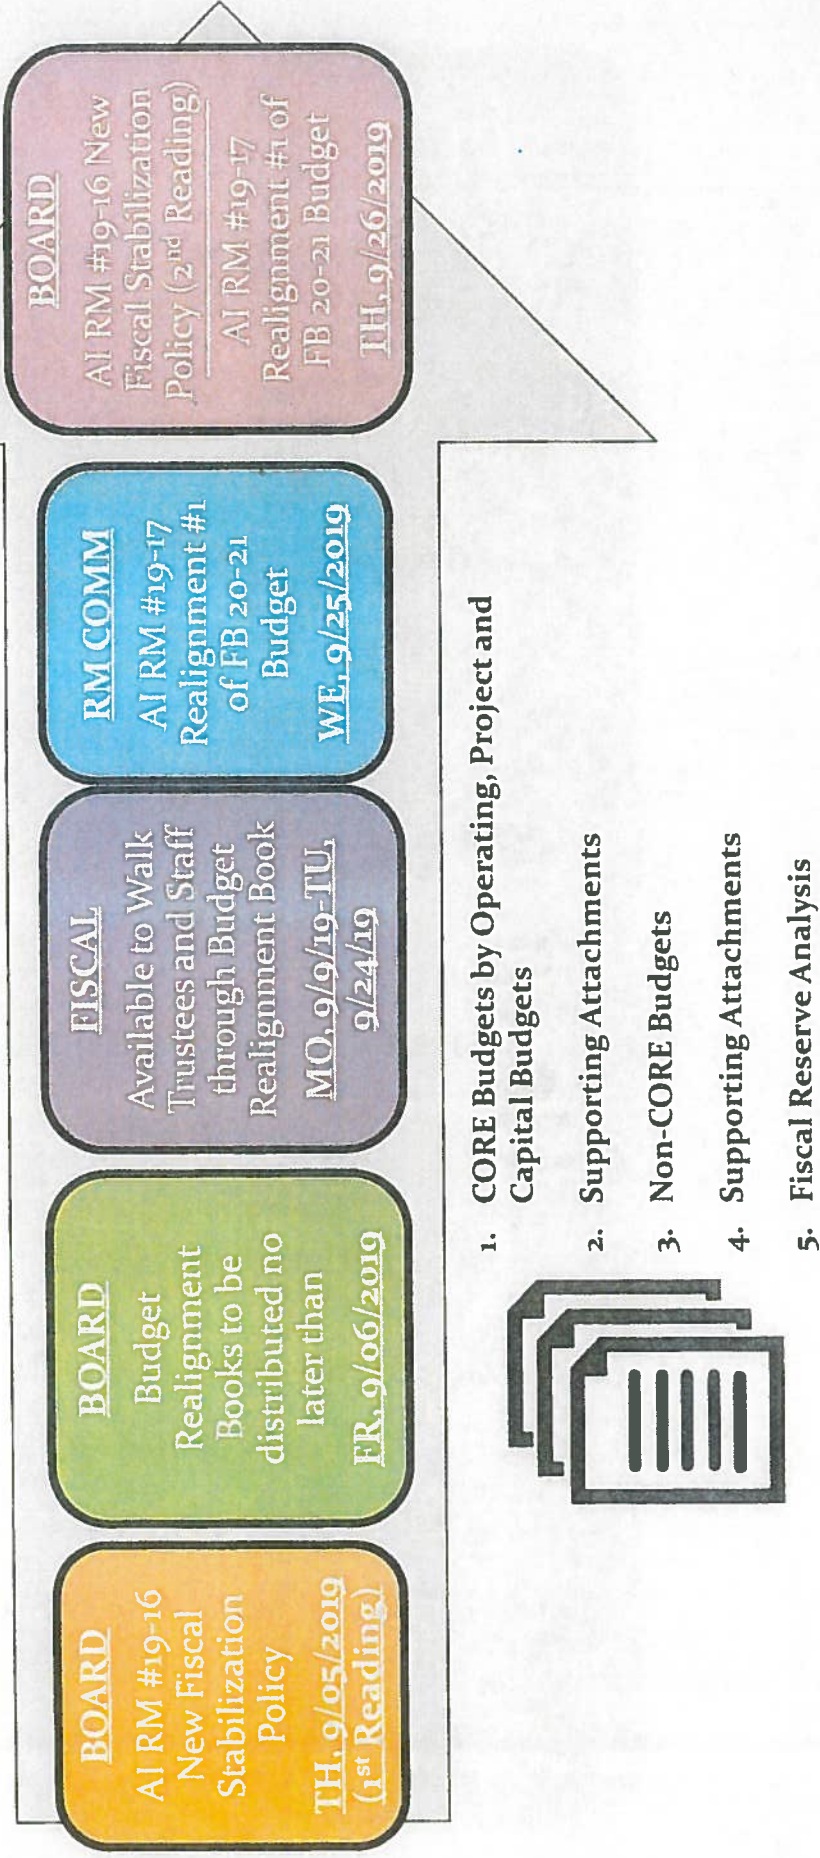 BOARD
AI RM #19-16
New Fiscal
Stabilization
Policy
TH, 9/05/2019
(1st Reading)
BOARD
Budget
Realignment
Books to be
distributed no
later than
FR, 9/06/2019
FISCAL
Available to Walk
Trustees and Staff
through Budget
Realignment Book
MO, 9/9/19-TU,
9/24/19
RM COMM
AI RM #19-17
Realignment #1
of FB 20-21
Budget
WE, 9/25/2019
BOARD
AI RM #19-16 New
Fiscal Stabilization
Policy (2nd Reading)
AI RM #19-17
Realignment #1 of
FB 20-21 Budget
TH, 9/26/2019
1. CORE Budgets by Operating, Project and
Capital Budgets
2. Supporting Attachments
3. Non-CORE Budgets
4. Supporting Attachments
5. Fiscal Reserve Analysis